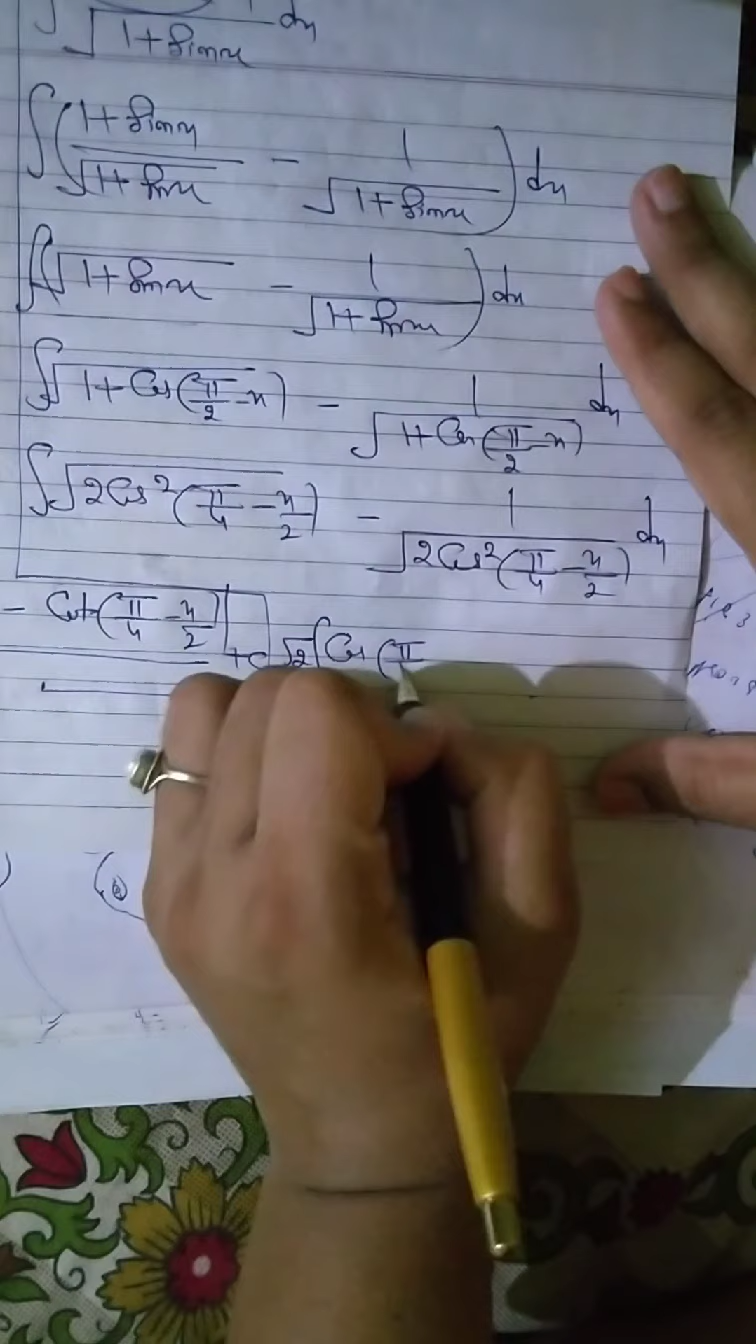 ∫ / √(1+sinx) dx
∫( (1+sinx)/√(1+sinx) − 1/√(1+sinx) ) dx
∫( √(1+sinx) − 1/√(1+sinx) ) dx
∫ √(1+Cos(π/2 −x)) − 1/√(1+Cos(π/2 −x)) dx
∫ √(2Cos²(π/4 − x/2)) − 1/√(2Cos²(π/4 − x/2)) dx
− Cot(π/4 − x/2) +c √2 ∫ Cos(π